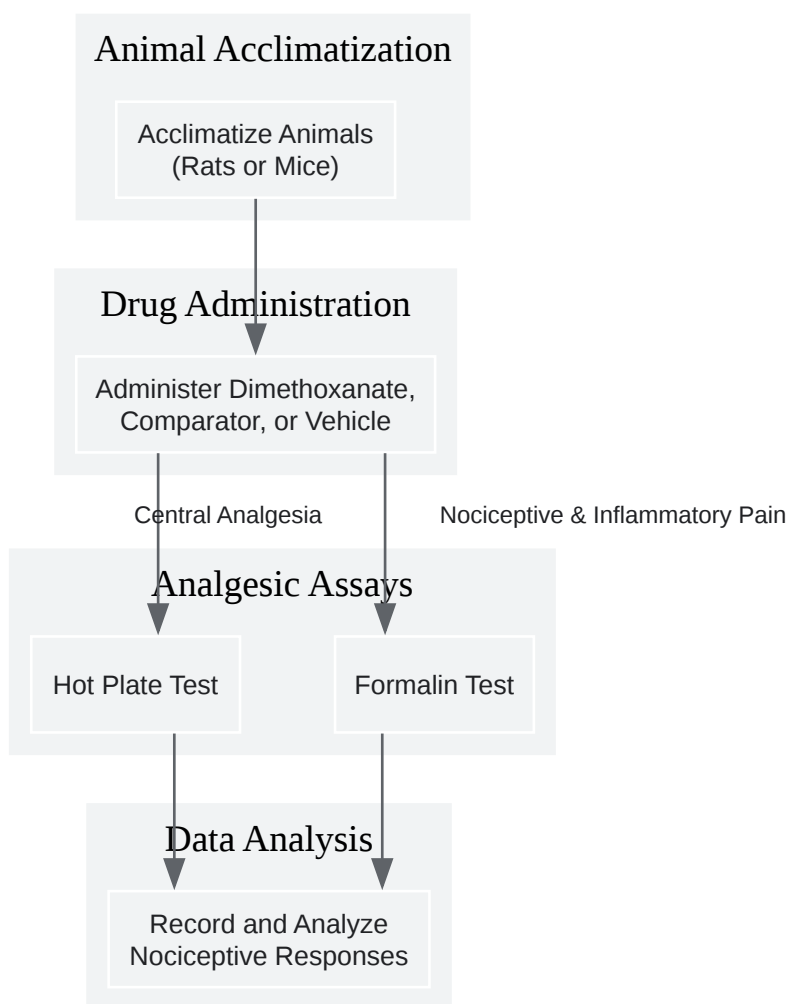 Animal Acclimatization
Acclimatize Animals
(Rats or Mice)
Drug Administration
Administer Dimethoxanate,
Comparator, or Vehicle
Central Analgesia
Nociceptive & Inflammatory Pain
Analgesic Assays
Hot Plate Test
Formalin Test
Data Analysis
Record and Analyze
Nociceptive Responses